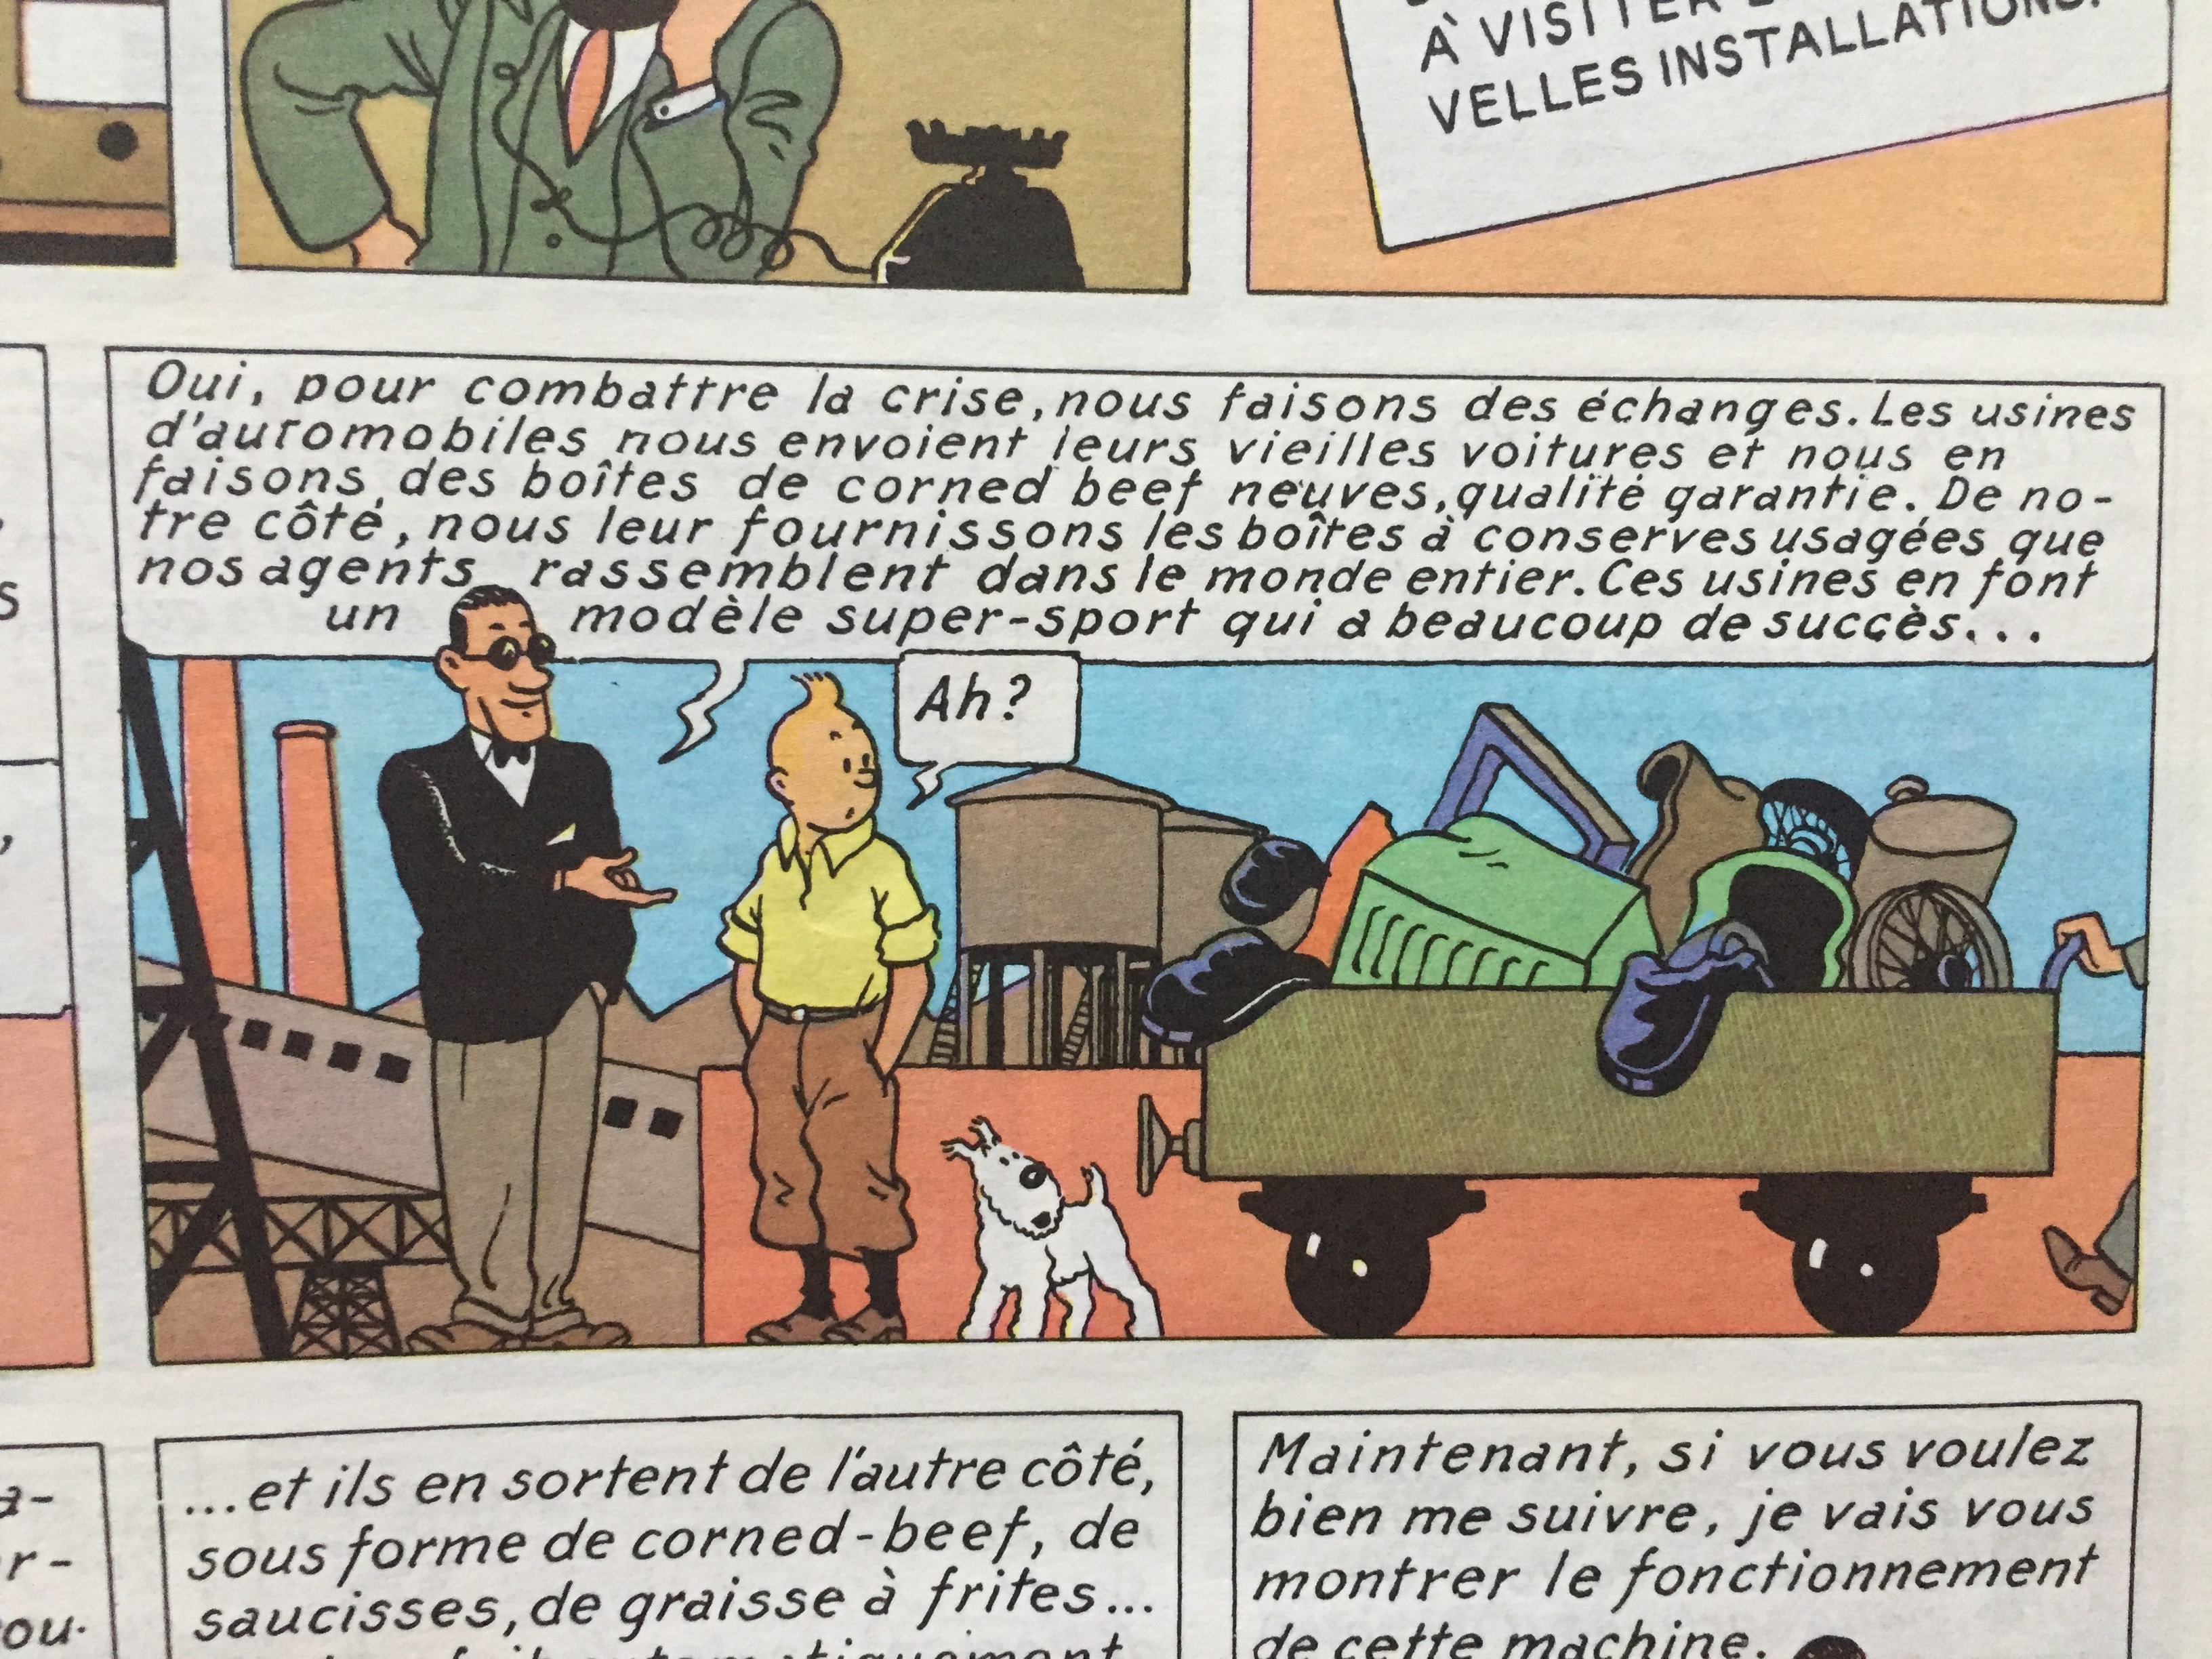 À VISITER
VELLES INSTALLATIONS.
Oui, pour combattre la crise, nous faisons des échanges. Les usines
d'automobiles nous envoient leurs vieilles voitures et nous en
faisons des boîtes de corned beef neuves, qualité garantie. De no-
tre côté, nous leur fournissons les boîtes à conserves usagées que
nos agents rassemblent dans le monde entier. Ces usines en font
un modèle super-sport qui a beaucoup de succès...
Ah?
a-
r-
ou.
...et ils en sortent de l'autre côté,
sous forme de corned-beef, de
saucisses, de graisse à frites...
automatiquement
Maintenant, si vous voulez
bien me suivre, je vais vous
montrer le fonctionnement
de cette machine.